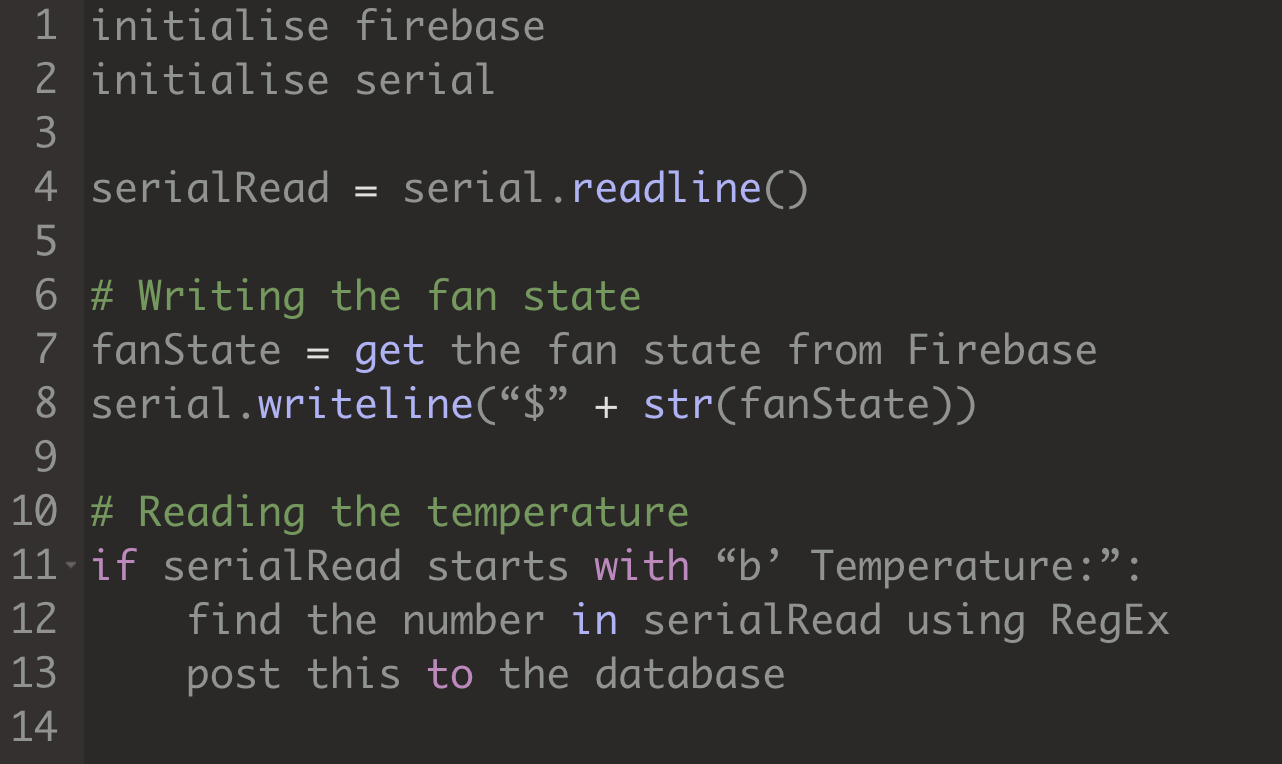 1 initialise firebase
2 initialise serial
3
4 serialRead = serial.readline()
5
6 # Writing the fan state
7 fanState = get the fan state from Firebase
8 serial.writeline(“$” + str(fanState))
9
10 # Reading the temperature
11 if serialRead starts with “b’ Temperature:”:
12     find the number in serialRead using RegEx
13     post this to the database
14